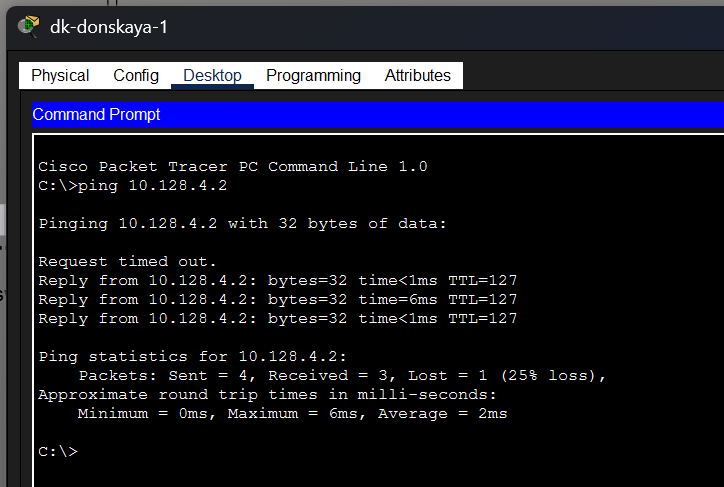 dk-donskaya-1
Physical Config Desktop Programming Attributes
Command Prompt
Cisco Packet Tracer PC Command Line 1.0
C:\>ping 10.128.4.2
Pinging 10.128.4.2 with 32 bytes of data:
Request timed out.
Reply from 10.128.4.2: bytes=32 time<1ms TTL=127
Reply from 10.128.4.2: bytes=32 time=6ms TTL=127
Reply from 10.128.4.2: bytes=32 time<1ms TTL=127
Ping statistics for 10.128.4.2:
    Packets: Sent = 4, Received = 3, Lost = 1 (25% loss),
Approximate round trip times in milli-seconds:
    Minimum = 0ms, Maximum = 6ms, Average = 2ms
C:\>